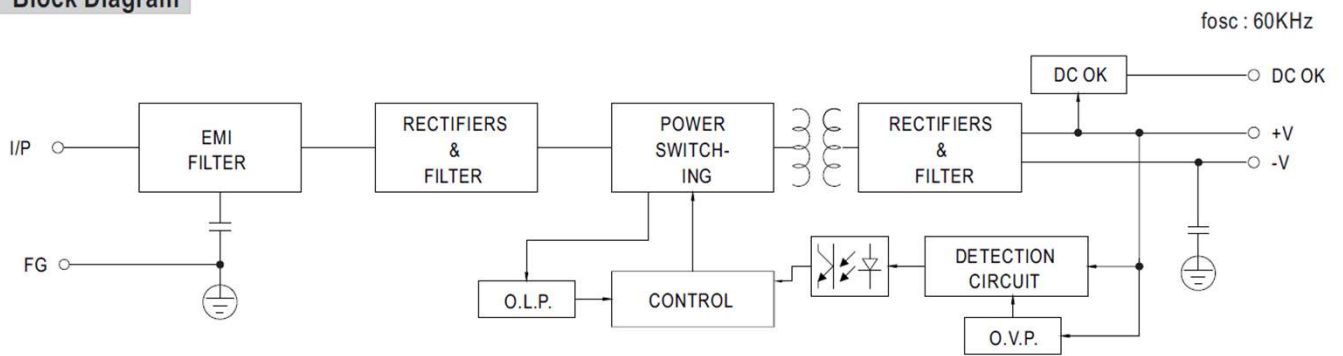 Block Diagram
fosc : 60KHz
DC OK
DC OK
I/P
EMI
FILTER
RECTIFIERS
&
FILTER
POWER
SWITCH-
ING
RECTIFIERS
&
FILTER
+V
-V
FG
O.L.P.
CONTROL
DETECTION
CIRCUIT
O.V.P.